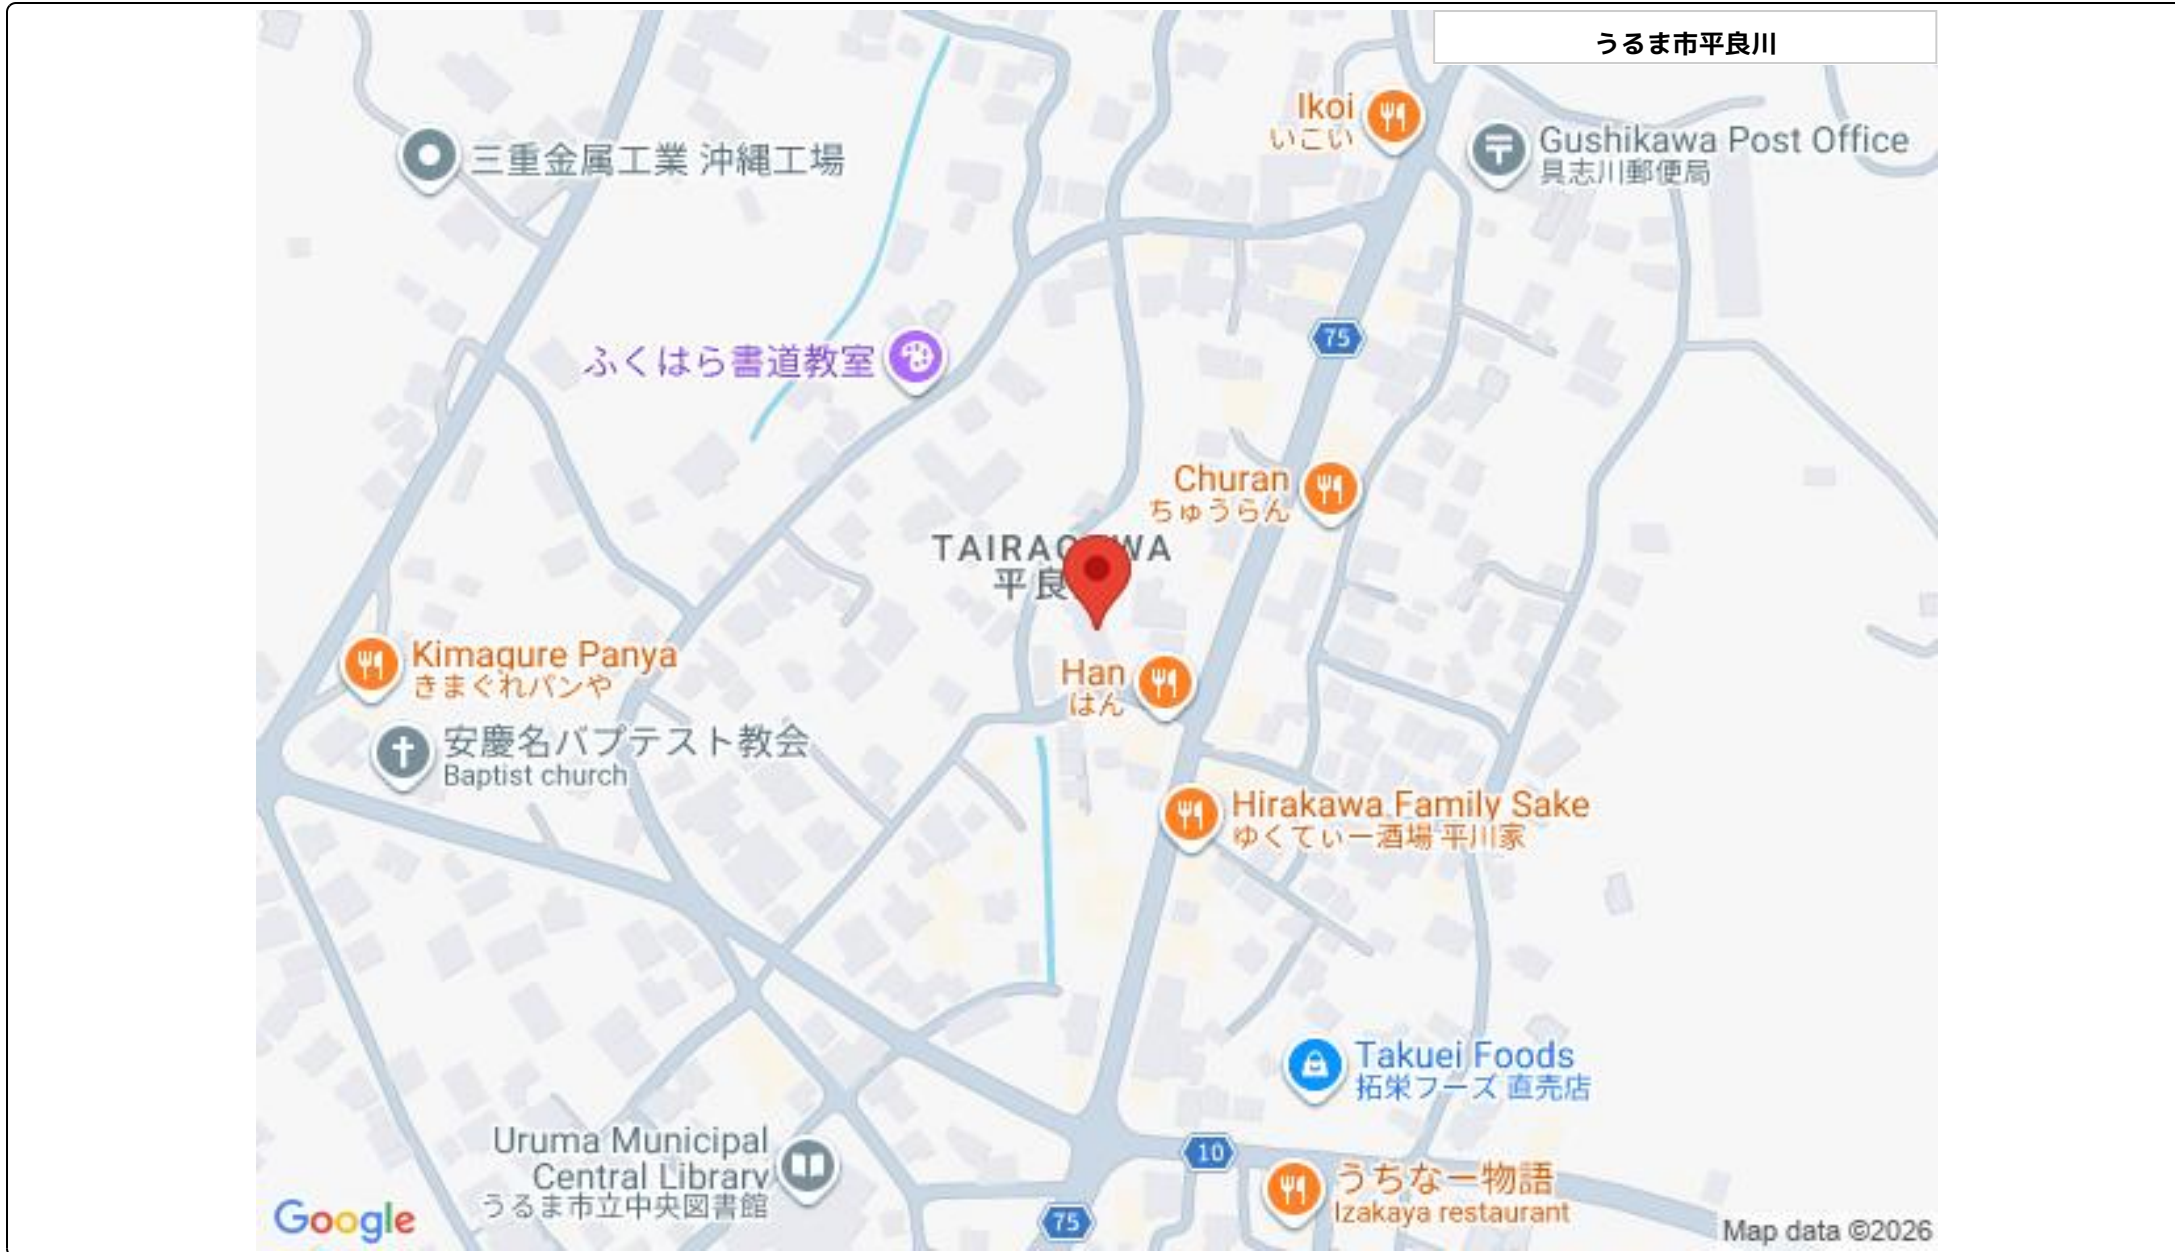 うるま市平良川
Ikoi
いこい
Gushikawa Post Office
具志川郵便局
三重金属工業 沖縄工場
75
ふくはら書道教室
Churan
ちゅうらん
TAIRAG WA
平良
Kimagure Panya
きまぐれパンや
Han
はん
安慶名バプテスト教会
Baptist church
Hirakawa Family Sake
ゆくてぃー酒場 平川家
Takuei Foods
拓栄フーズ 直売店
Uruma Municipal
Central Library
うるま市立中央図書館
10
うちなー物語
Izakaya restaurant
75
Google
Map data ©2026